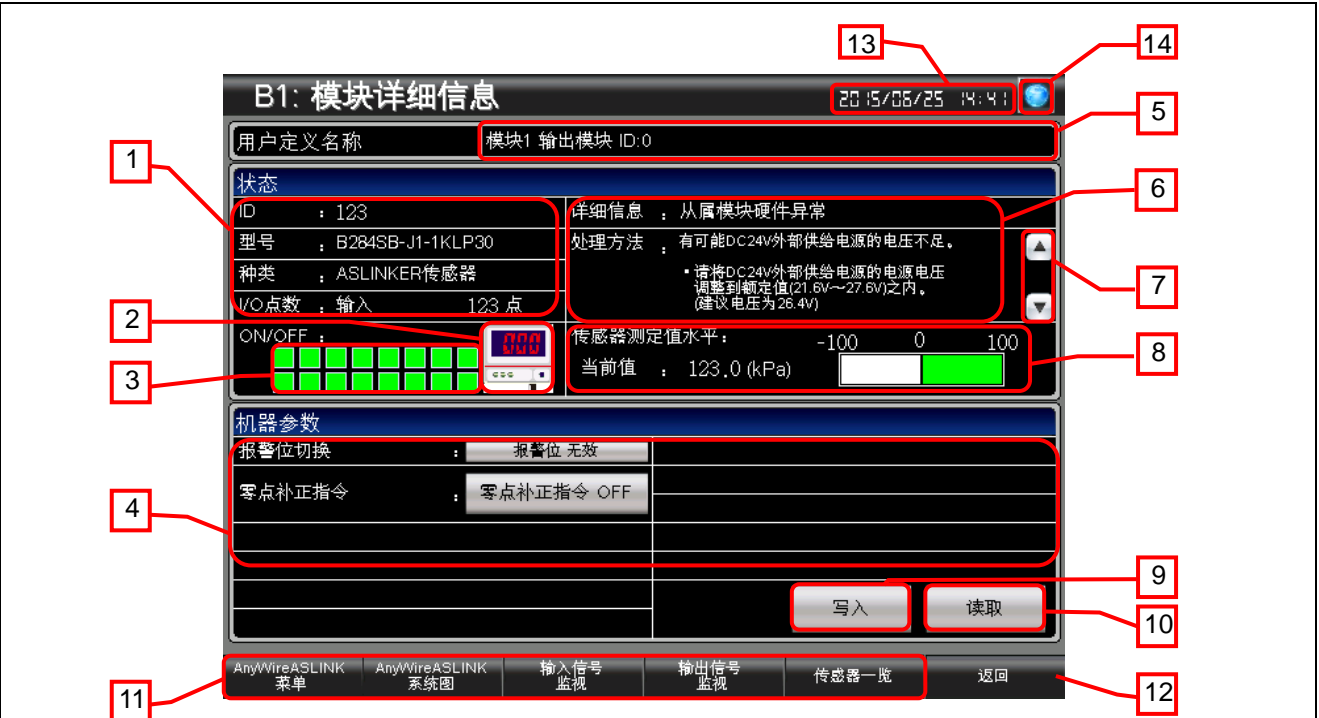 13
14
B1: 模块详细信息
2015/06/25 14:41
5
用户定义名称
模块1 输出模块 ID:0
1
状态
6
ID : 123
详细信息 : 从属模块硬件异常
型号 : B284SB-J1-1KLP30
处理方法 : 有可能DC24V外部供给电源的电压不足。
种类 : ASLINKER传感器
・请将DC24V外部供给电源的电源电压
调整到额定值(21.6V～27.6V)之内。
(建议电压为26.4V)
7
I/O点数 : 输入 123 点
2
ON/OFF :
传感器测定值水平:
-100 0 100
8
3
当前值 : 123.0 (kPa)
机器参数
报警位切换 : 报警位 无效
零点补正指令 : 零点补正指令 OFF
4
9
写入
读取
10
AnyWireASLINK
菜单
AnyWireASLINK
系统图
输入信号
监视
输出信号
监视
传感器一览
返回
11
12